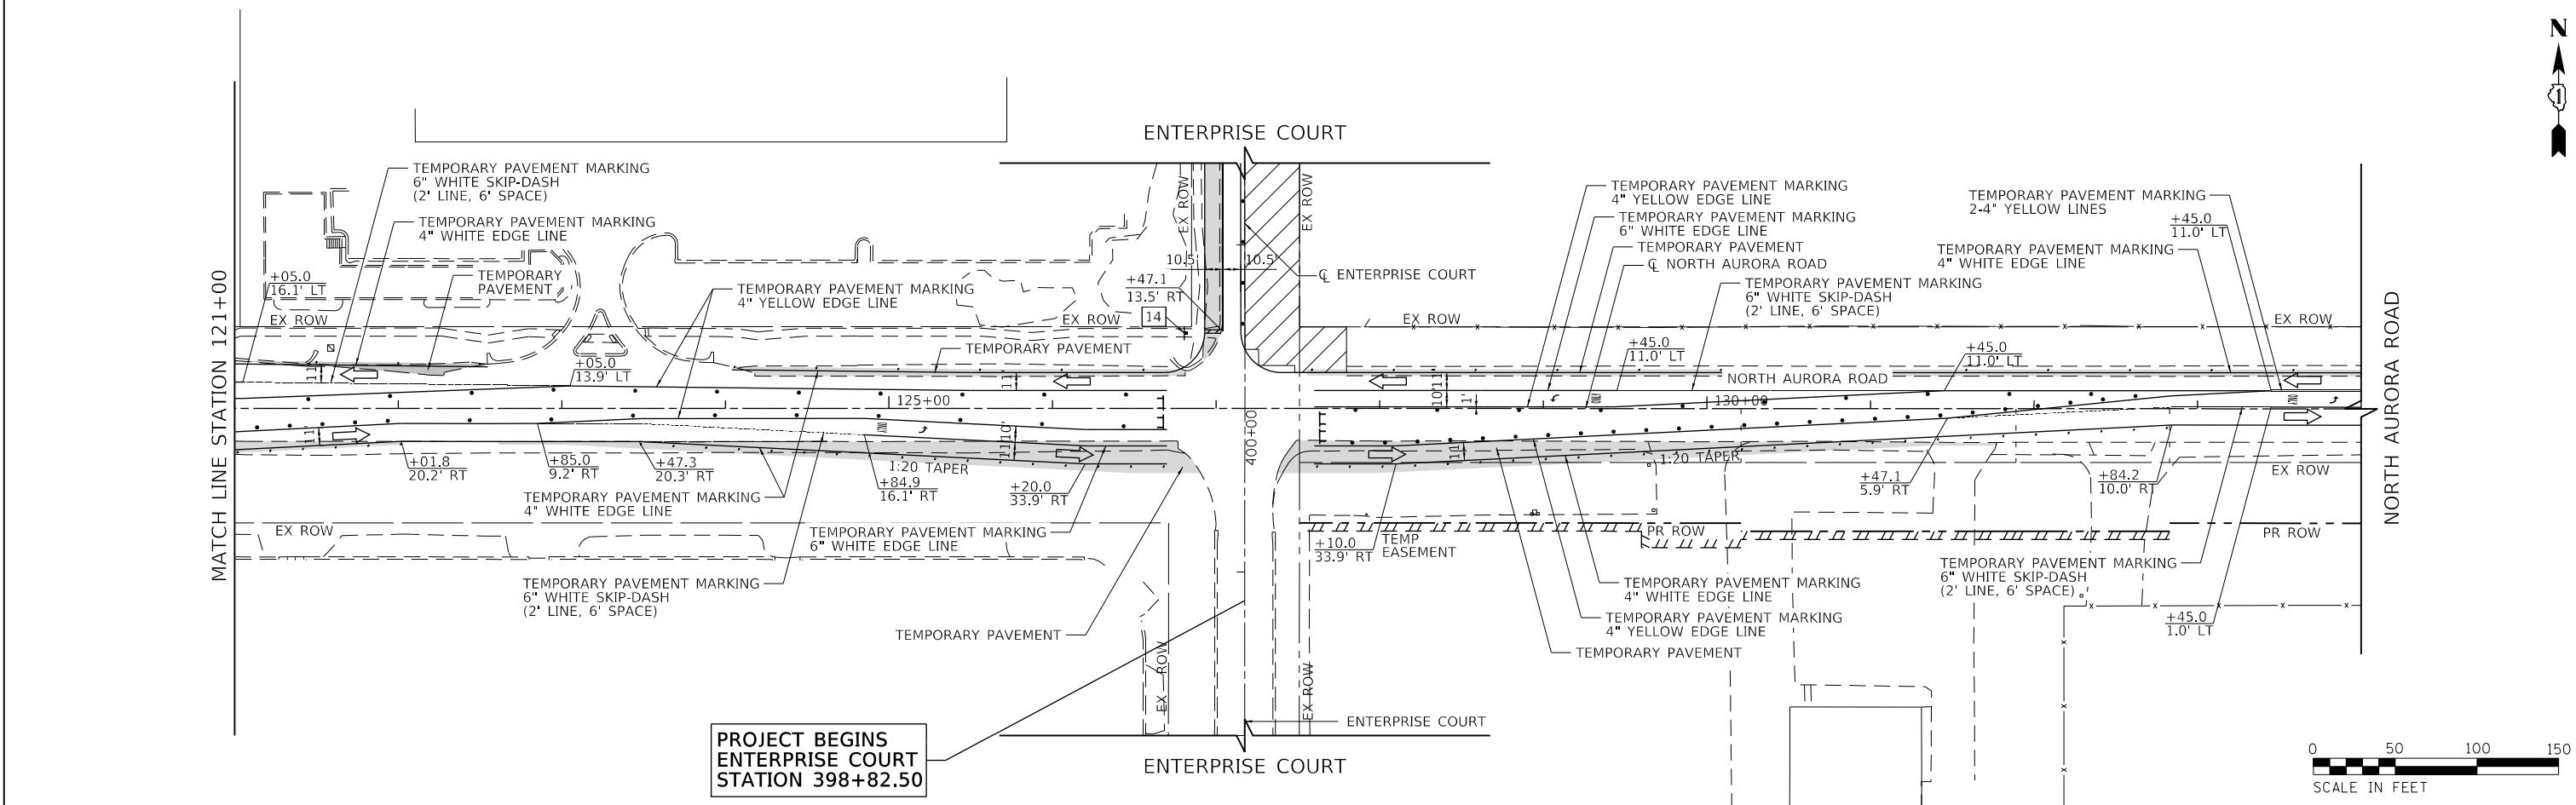 N
1
ENTERPRISE COURT
TEMPORARY PAVEMENT MARKING
6" WHITE SKIP-DASH
(2' LINE, 6' SPACE)
TEMPORARY PAVEMENT MARKING
4" WHITE EDGE LINE
+05.0
16.1' LT
TEMPORARY
PAVEMENT
EX ROW
TEMPORARY PAVEMENT MARKING
4" YELLOW EDGE LINE
+05.0
13.9' LT
TEMPORARY PAVEMENT
EX ROW
14
+47.1
13.5' RT
10.5'
10.5'
EX ROW
EX ROW
℄ ENTERPRISE COURT
TEMPORARY PAVEMENT MARKING
4" YELLOW EDGE LINE
TEMPORARY PAVEMENT MARKING
6" WHITE EDGE LINE
TEMPORARY PAVEMENT
℄ NORTH AURORA ROAD
TEMPORARY PAVEMENT MARKING
6" WHITE SKIP-DASH
(2' LINE, 6' SPACE)
TEMPORARY PAVEMENT MARKING
2-4" YELLOW LINES
+45.0
11.0' LT
TEMPORARY PAVEMENT MARKING
4" WHITE EDGE LINE
EX ROW
EX ROW
+45.0
11.0' LT
+45.0
11.0' LT
NORTH AURORA ROAD
MATCH LINE STATION 121+00
NORTH AURORA ROAD
11'
11'
11'
10'
1'
125+00
130+00
400+00
ONLY
ONLY
ONLY
11'
11'
10'
11'
+01.8
20.2' RT
+85.0
9.2' RT
+47.3
20.3' RT
1:20 TAPER
+84.9
16.1' RT
+20.0
33.9' RT
1:20 TAPER
+47.1
5.9' RT
+84.2
10.0' RT
EX ROW
TEMPORARY PAVEMENT MARKING
4" WHITE EDGE LINE
EX ROW
TEMPORARY PAVEMENT MARKING
6" WHITE EDGE LINE
+10.0
33.9' RT
TEMP
EASEMENT
PR ROW
PR ROW
TEMPORARY PAVEMENT MARKING
6" WHITE SKIP-DASH
(2' LINE, 6' SPACE)
TEMPORARY PAVEMENT MARKING
4" WHITE EDGE LINE
TEMPORARY PAVEMENT MARKING
6" WHITE SKIP-DASH
(2' LINE, 6' SPACE)
TEMPORARY PAVEMENT
TEMPORARY PAVEMENT MARKING
4" YELLOW EDGE LINE
+45.0
1.0' LT
TEMPORARY PAVEMENT
EX ROW
EX ROW
ENTERPRISE COURT
PROJECT BEGINS
ENTERPRISE COURT
STATION 398+82.50
ENTERPRISE COURT
0 50 100 150
SCALE IN FEET